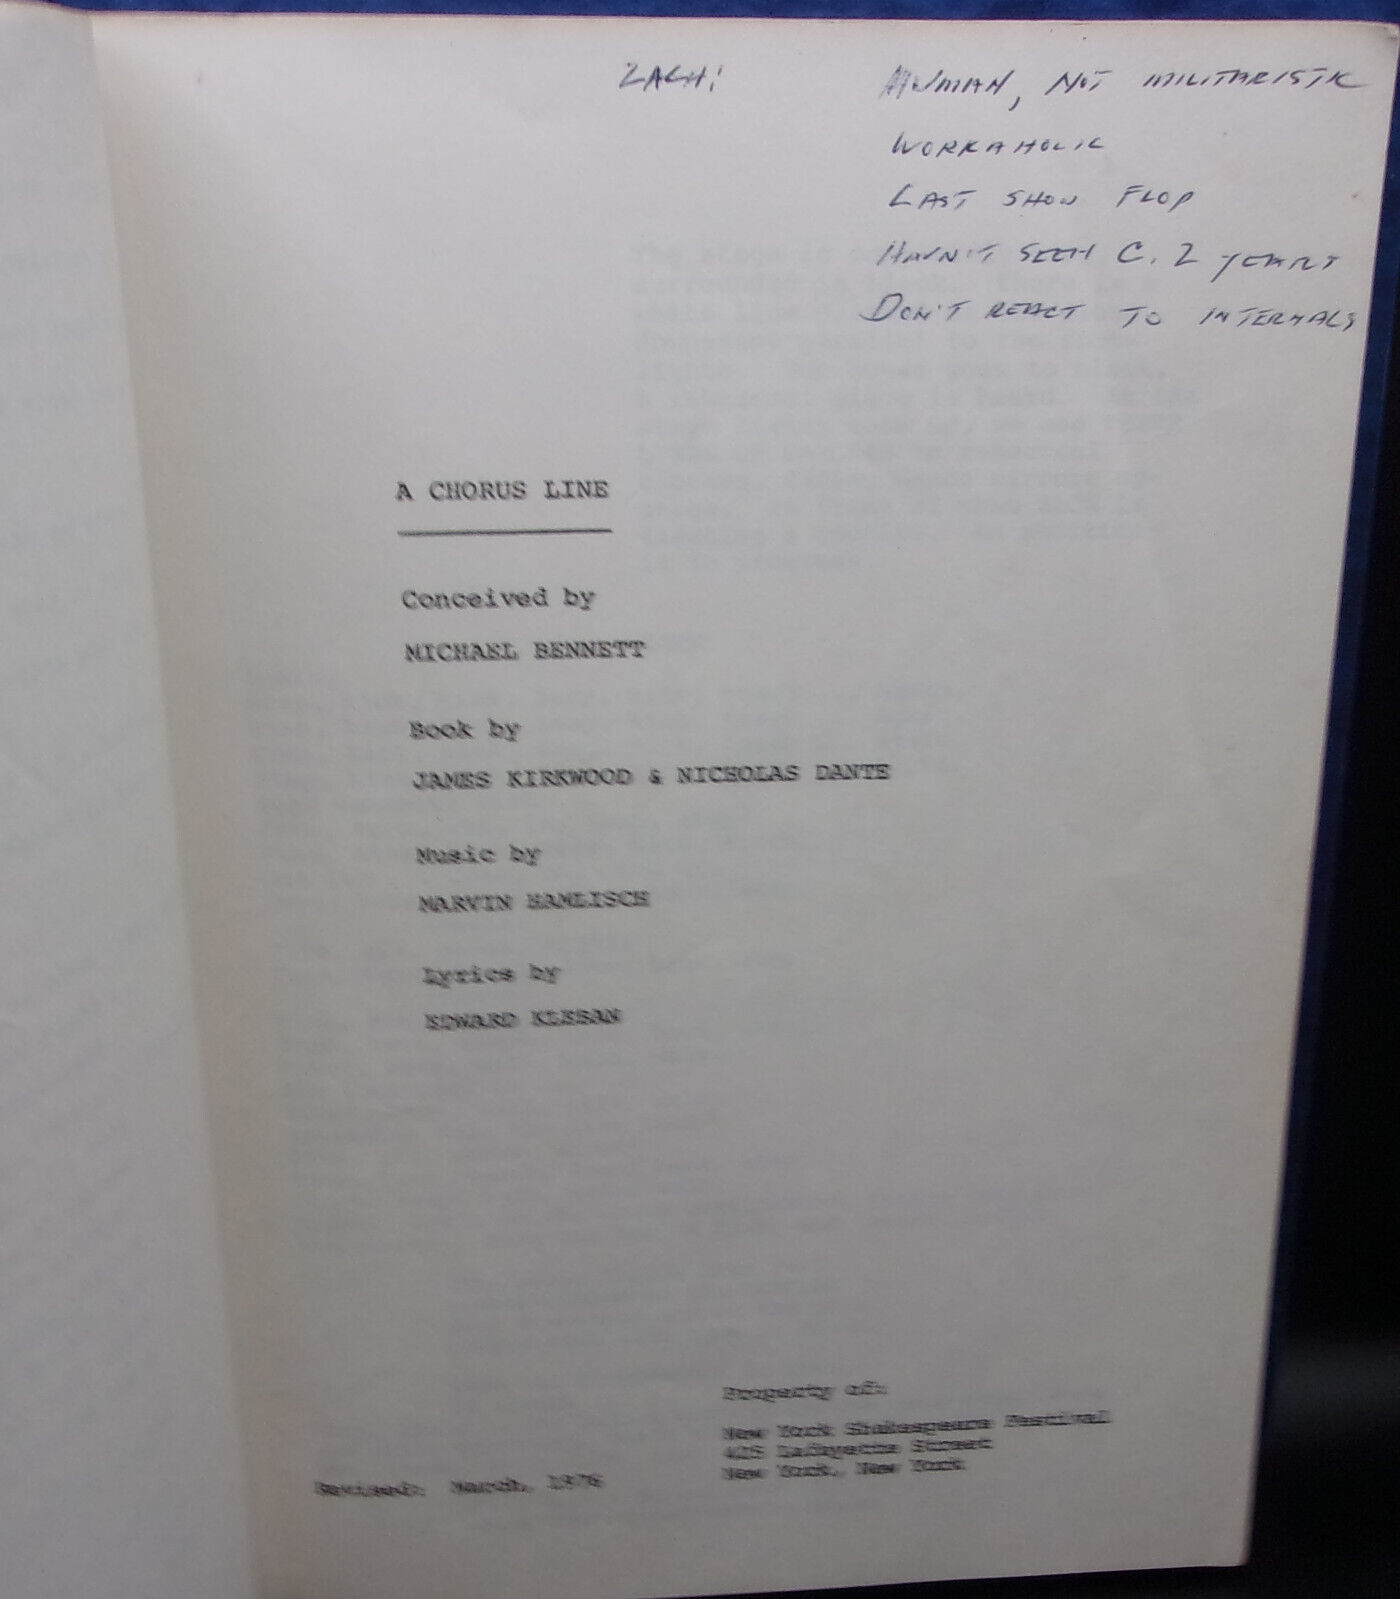 ZACH: HUMAN, NOT MILITARISTIC
WORKAHOLIC
LAST SHOW FLOP
HAVN'T SEEN C. 2 YEARS
DON'T REACT TO INTERNALS
A CHORUS LINE
Conceived by
MICHAEL BENNETT
Book by
JAMES KIRKWOOD & NICHOLAS DANTE
Music by
MARVIN HAMLISCH
Lyrics by
EDWARD KLEBAN
Property of:
New York Shakespeare Festival
425 Lafayette Street
New York, New York
Revised: March, 1976